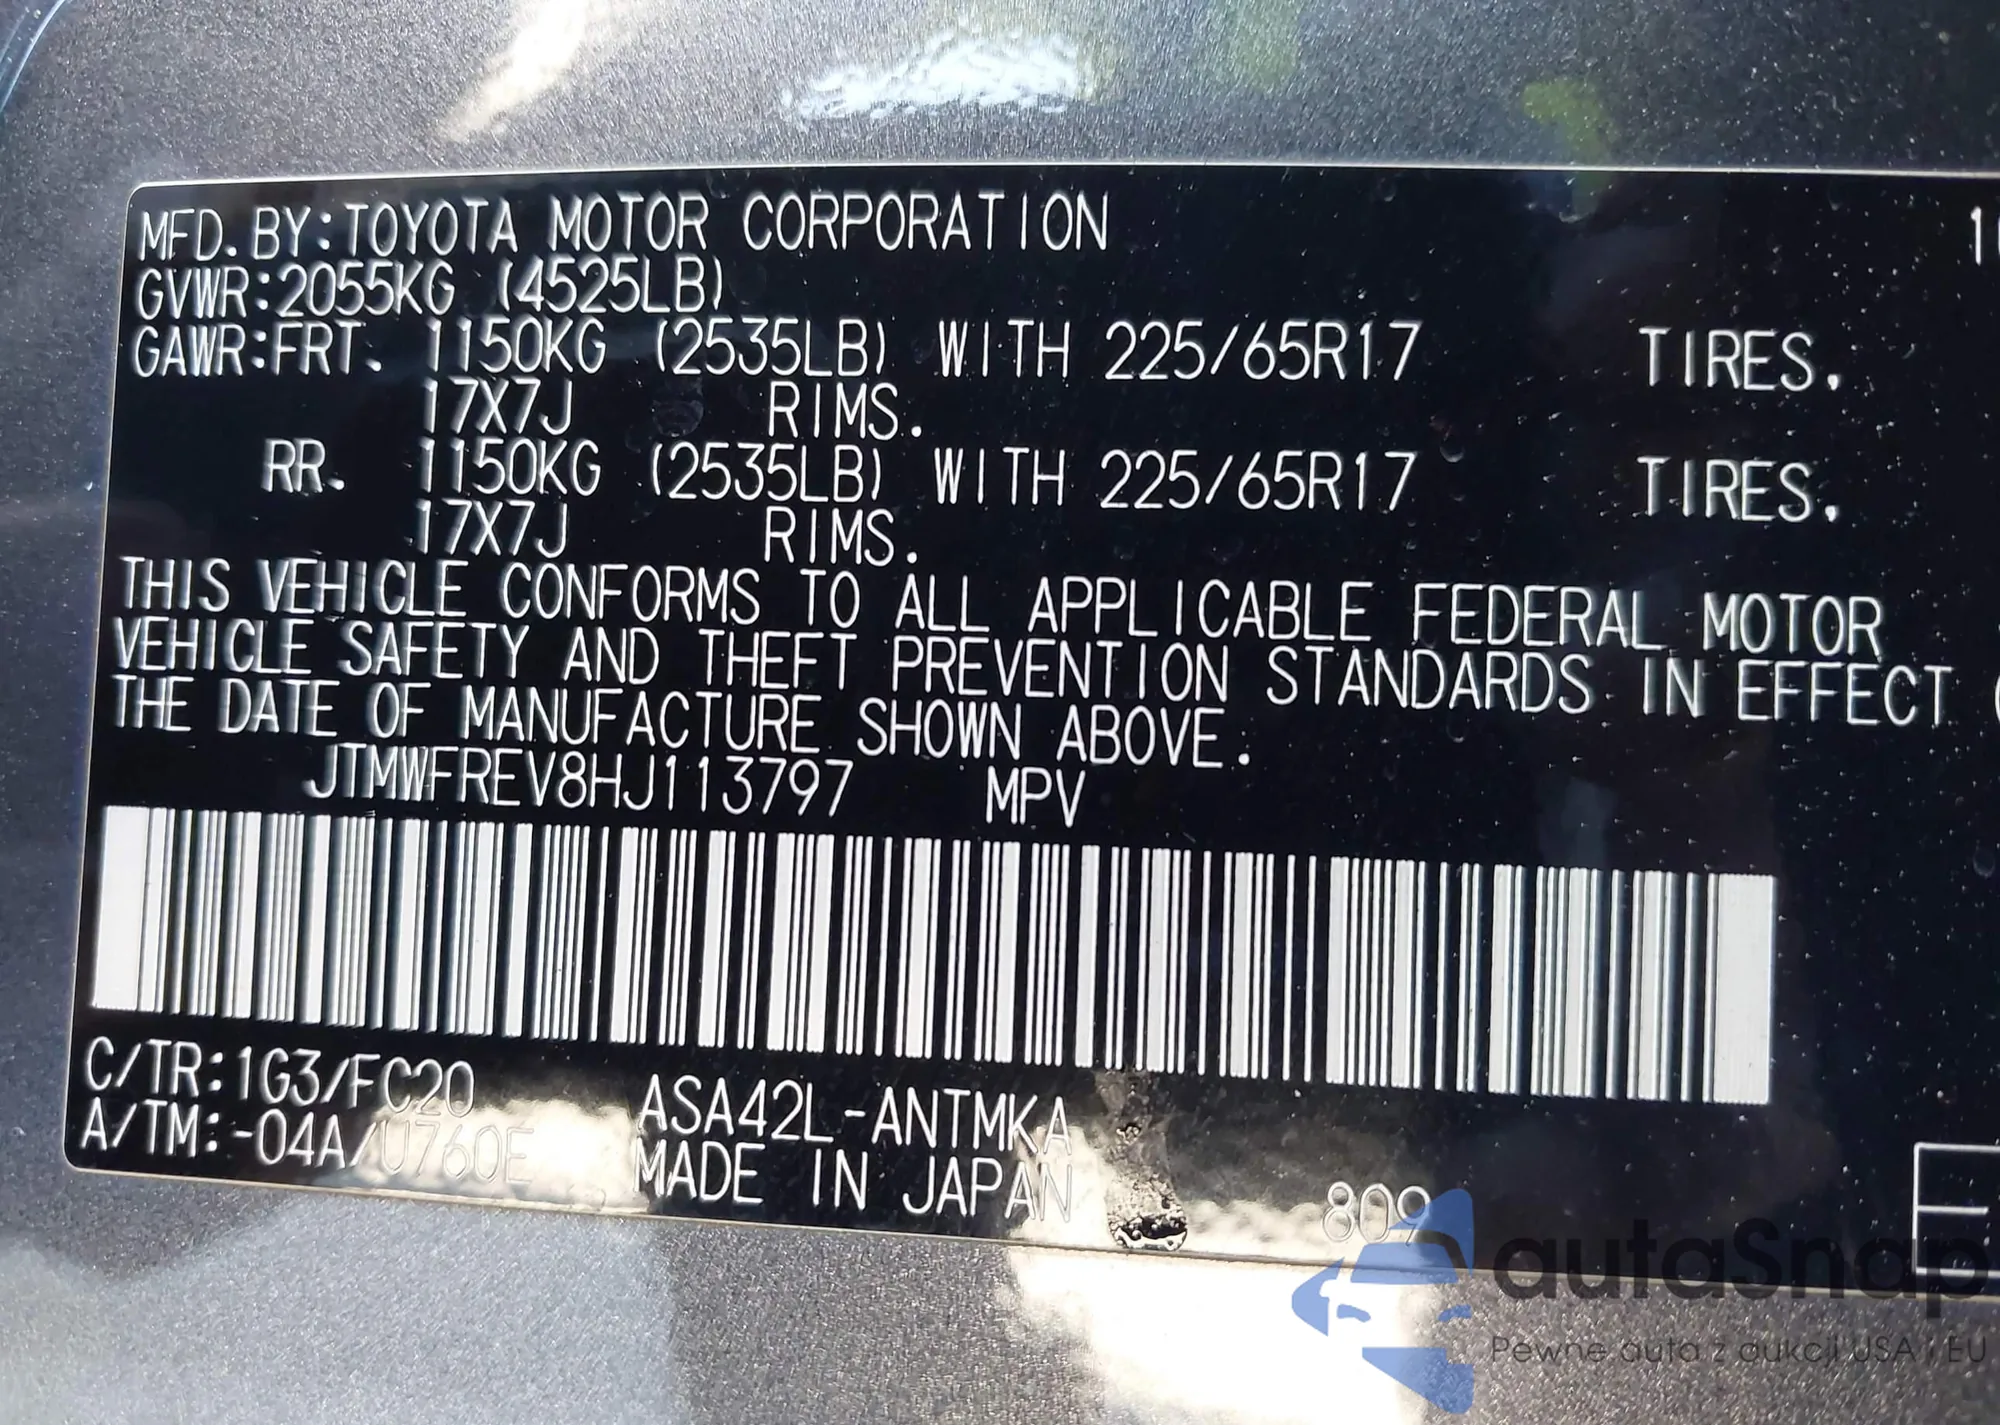 MFD. BY: TOYOTA MOTOR CORPORATION
GVWR: 2055KG (4525LB)
GAWR: FRT. 1150KG (2535LB) WITH 225/65R17 TIRES.
17X7J RIMS.
RR. 1150KG (2535LB) WITH 225/65R17 TIRES.
17X7J RIMS.
THIS VEHICLE CONFORMS TO ALL APPLICABLE FEDERAL MOTOR
VEHICLE SAFETY AND THEFT PREVENTION STANDARDS IN EFFECT
THE DATE OF MANUFACTURE SHOWN ABOVE.
JTMWFREV8HJ113797 MPV
C/TR: 1G3/FC20 ASA42L-ANTMKA
A/TM: -04A/U760E MADE IN JAPAN 809
autaSnap
Pewne auta z aukcji USA i EU